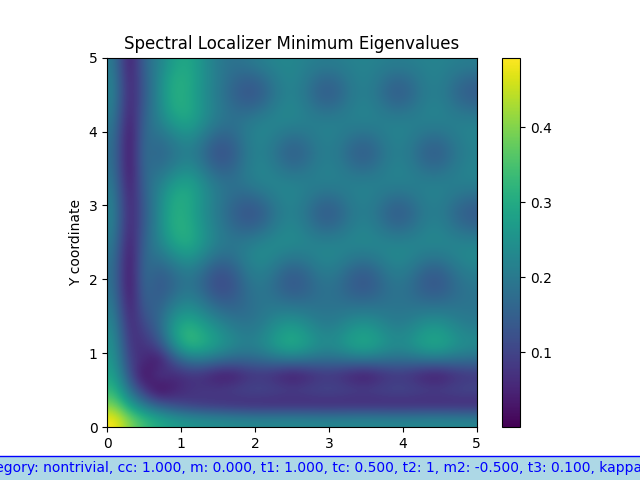 Spectral Localizer Minimum Eigenvalues
5
4
3
2
1
0
Y coordinate
0 1 2 3 4 5
0.4
0.3
0.2
0.1
egory: nontrivial, cc: 1.000, m: 0.000, t1: 1.000, tc: 0.500, t2: 1, m2: -0.500, t3: 0.100, kappa